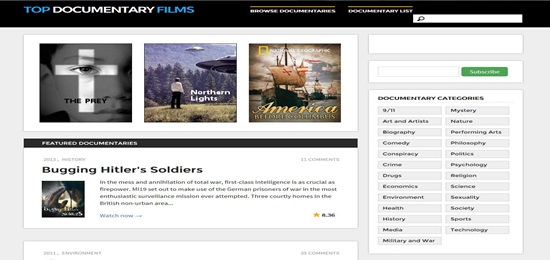 TOP DOCUMENTARY FILMS
BROWSE DOCUMENTARIES
DOCUMENTARY LIST
THE PREY
Northern
Lights
NATIONAL GEOGRAPHIC
America
BEFORE COLUMBUS
Subscribe
FEATURED DOCUMENTARIES
2013, HISTORY
11 COMMENTS
Bugging Hitler's Soldiers
In the mess and annihilation of total war, first-class intelligence is as crucial as
firepower. MI19 set out to make use of the German prisoners of war in the most
enthusiastic surveillance mission ever attempted. Three courtly homes in the
British non-urban area...
Watch now →
8.36
2011, ENVIRONMENT
COMMENTS
DOCUMENTARY CATEGORIES
9/11
Mystery
Art and Artists
Nature
Biography
Performing Arts
Comedy
Philosophy
Conspiracy
Politics
Crime
Psychology
Drugs
Religion
Economics
Science
Environment
Sexuality
Health
Society
History
Sports
Media
Technology
Military and War